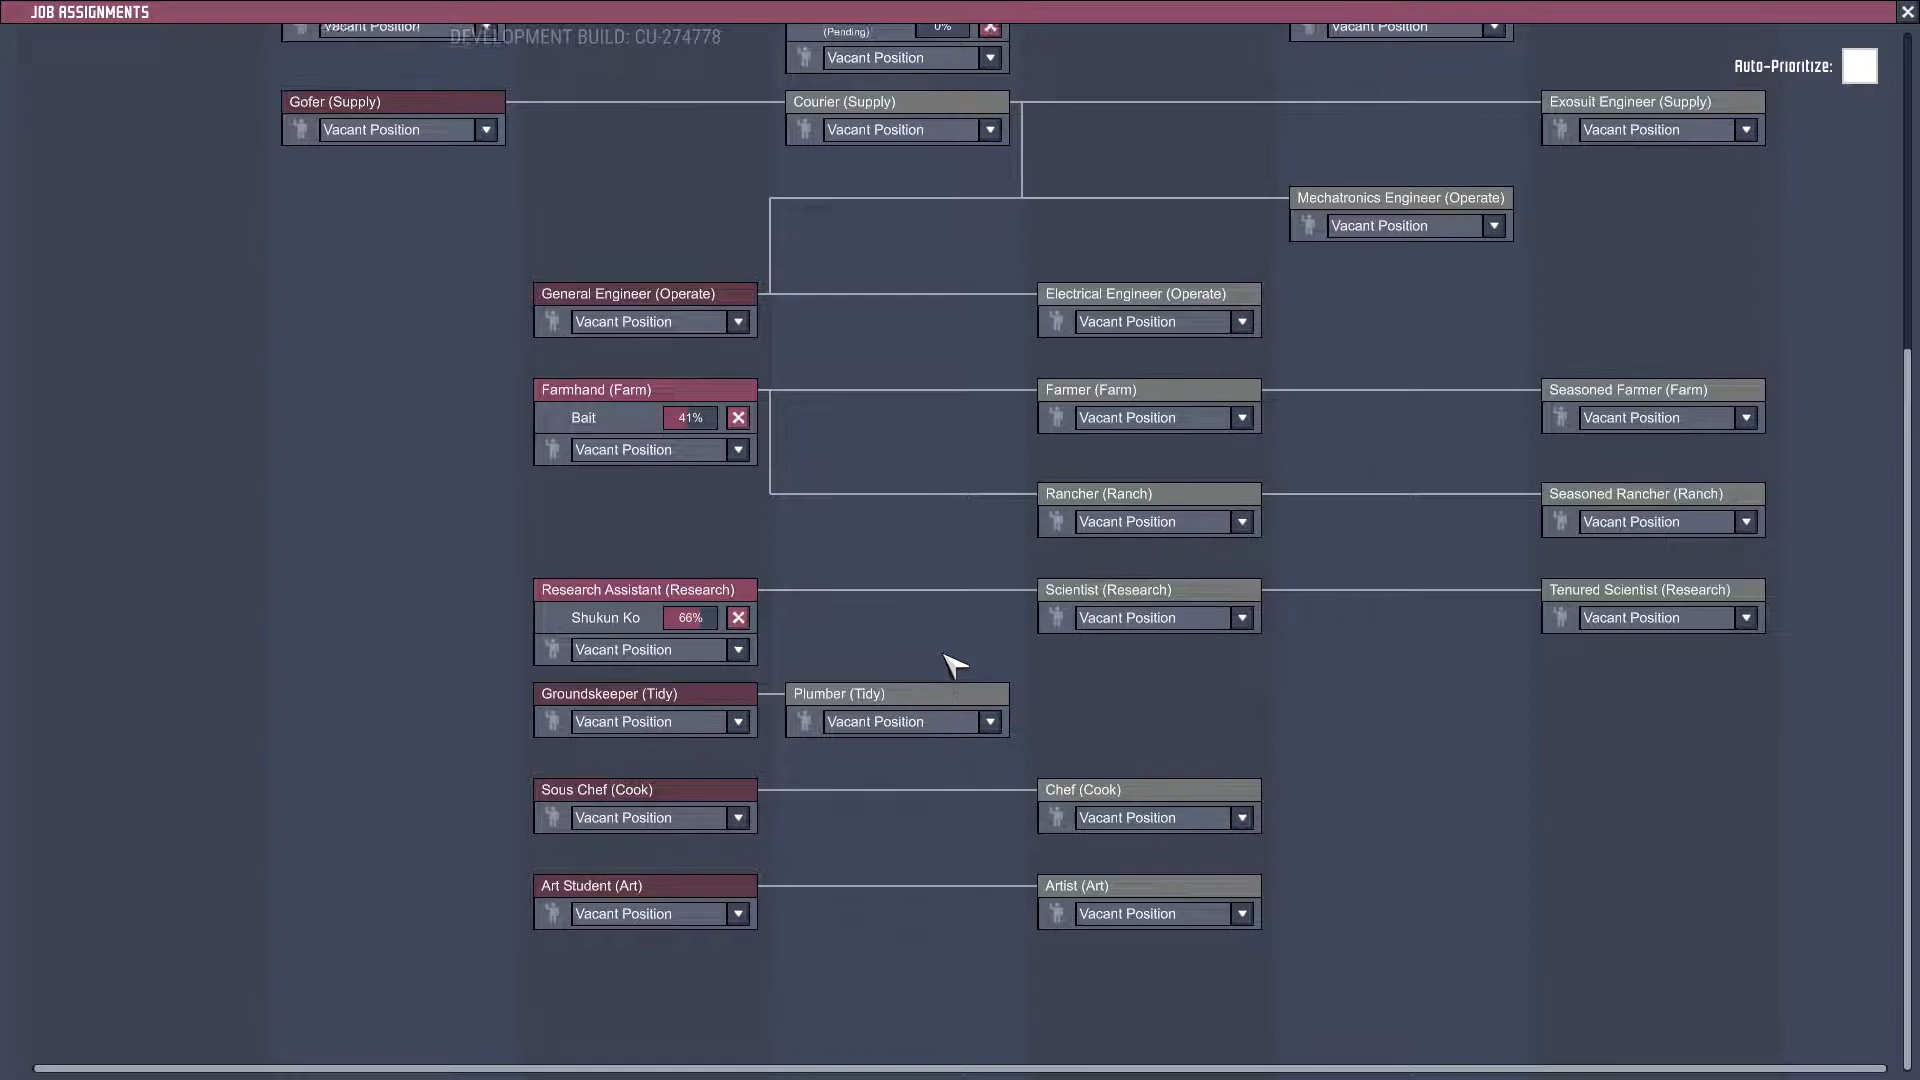 JOB ASSIGNMENTS
Vacant Position
(Pending) 0%
Vacant Position
DEVELOPMENT BUILD: CU-274778
Vacant Position
Auto-Prioritize:
Gofer (Supply)
Vacant Position
Courier (Supply)
Vacant Position
Exosuit Engineer (Supply)
Vacant Position
Mechatronics Engineer (Operate)
Vacant Position
General Engineer (Operate)
Vacant Position
Electrical Engineer (Operate)
Vacant Position
Farmhand (Farm)
Bait 41%
Vacant Position
Farmer (Farm)
Vacant Position
Seasoned Farmer (Farm)
Vacant Position
Rancher (Ranch)
Vacant Position
Seasoned Rancher (Ranch)
Vacant Position
Research Assistant (Research)
Shukun Ko 66%
Vacant Position
Scientist (Research)
Vacant Position
Tenured Scientist (Research)
Vacant Position
Groundskeeper (Tidy)
Vacant Position
Plumber (Tidy)
Vacant Position
Sous Chef (Cook)
Vacant Position
Chef (Cook)
Vacant Position
Art Student (Art)
Vacant Position
Artist (Art)
Vacant Position